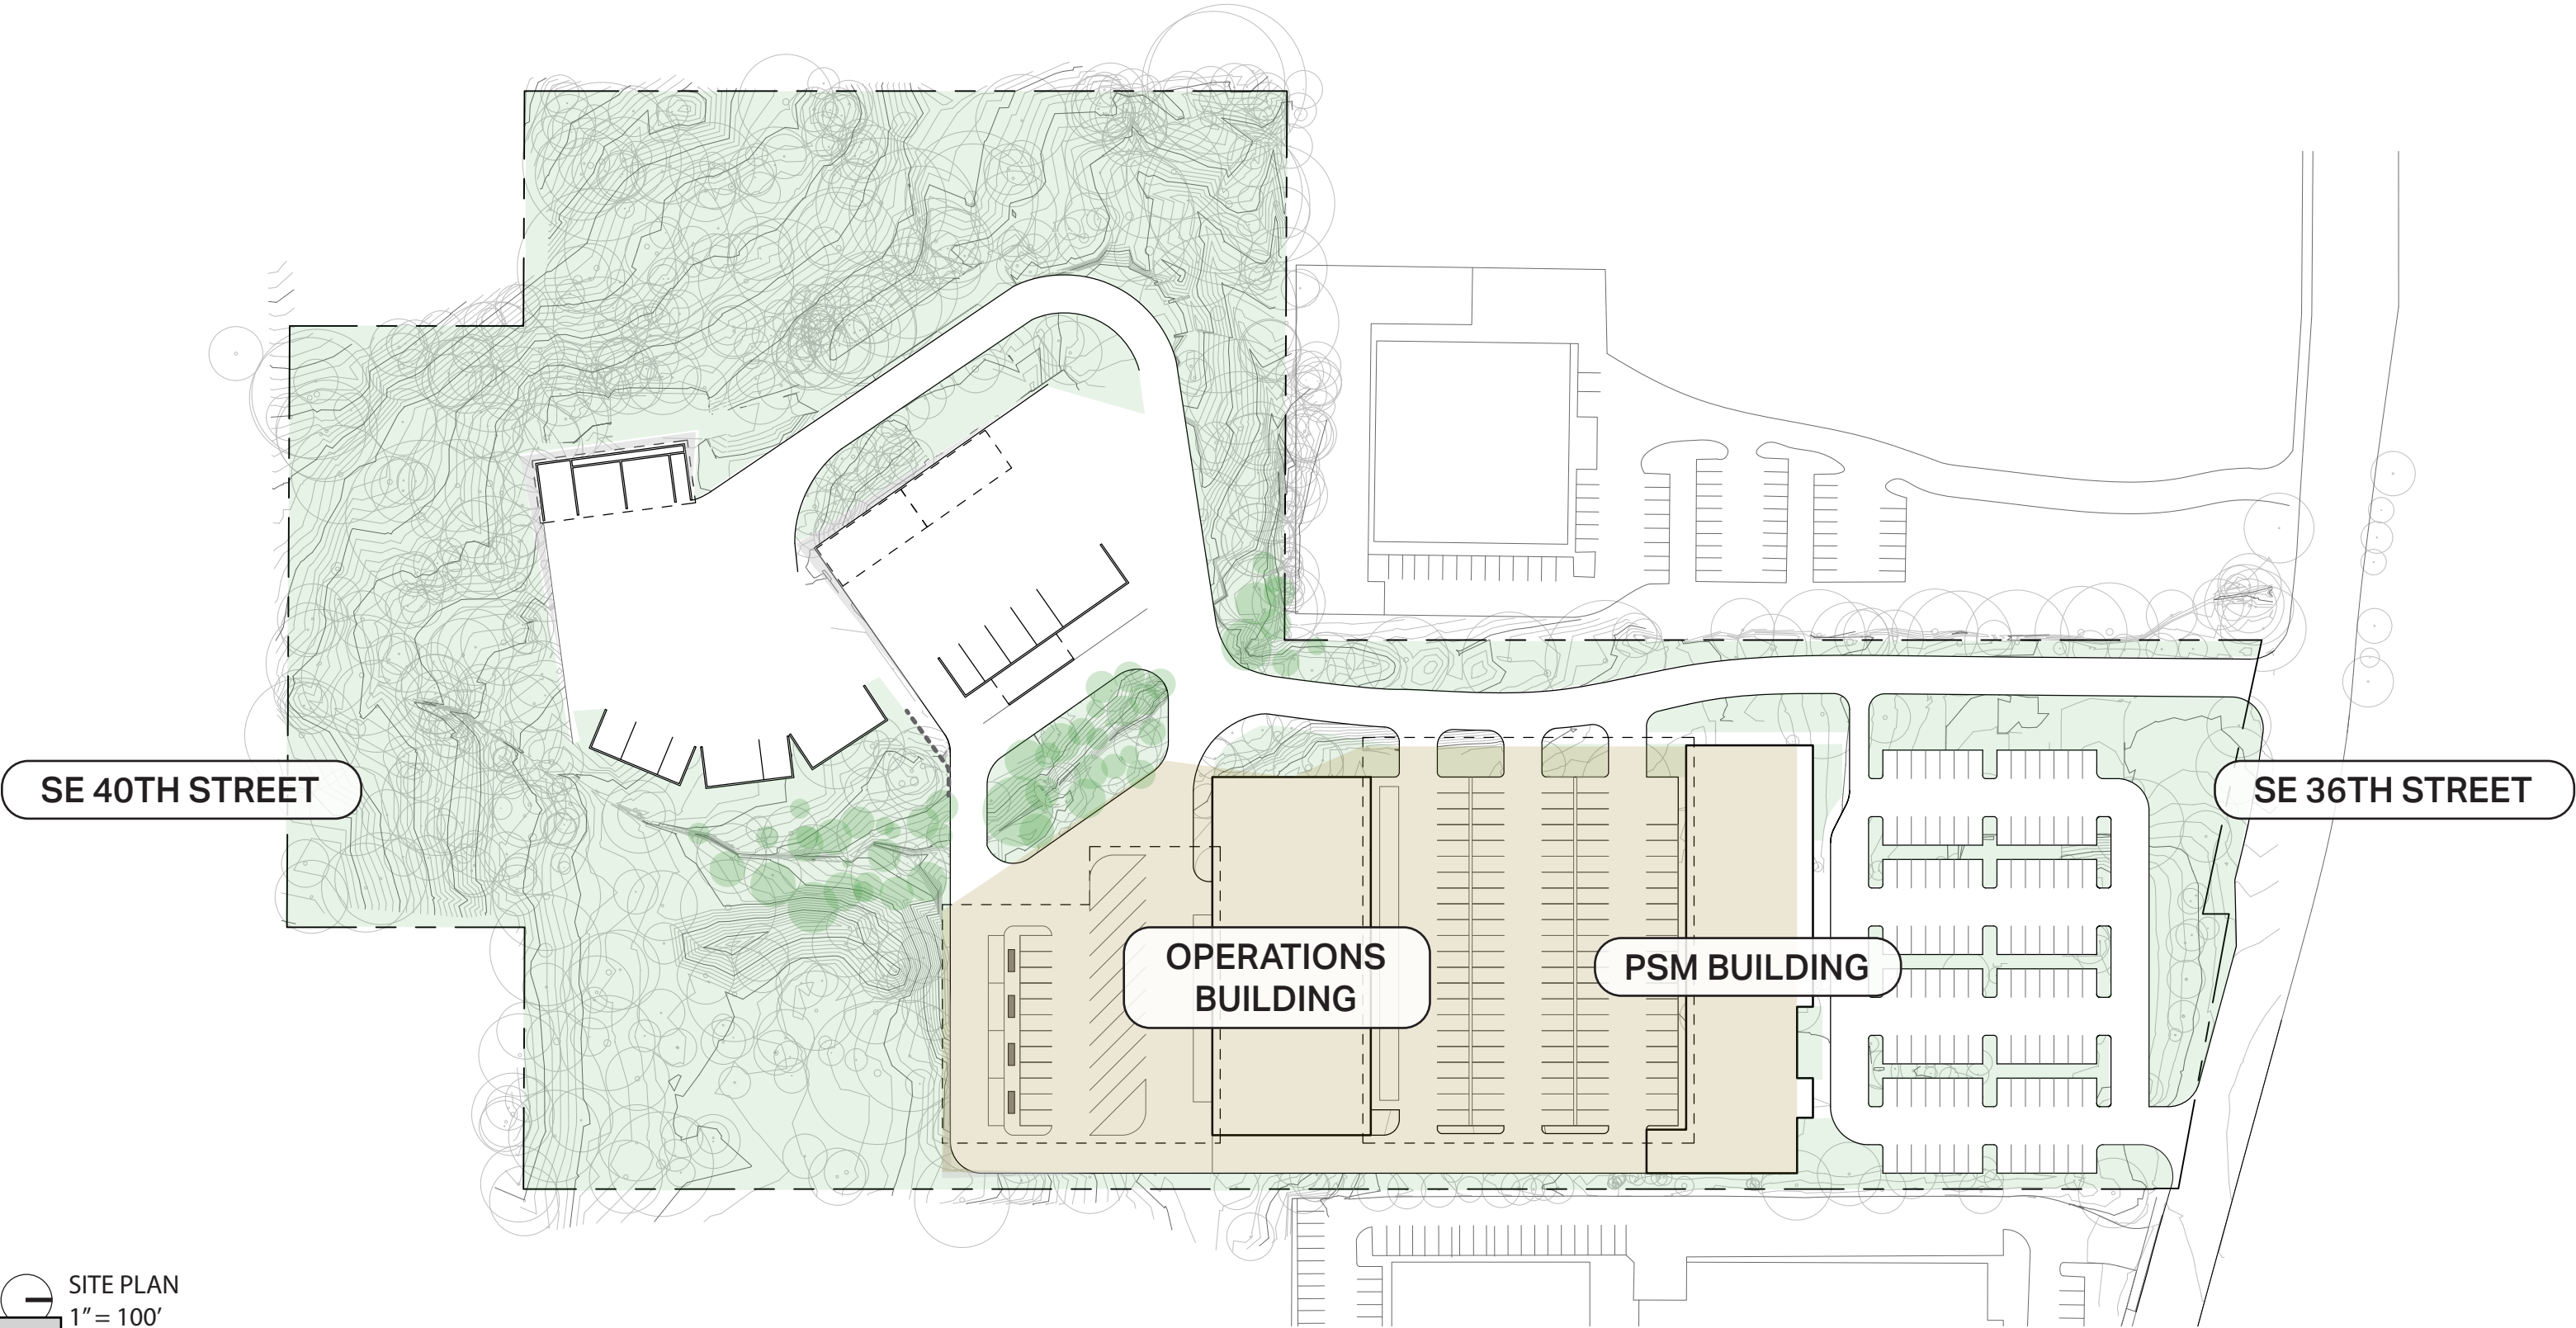 SE 40TH STREET
SE 36TH STREET
OPERATIONS
BUILDING
PSM BUILDING
SITE PLAN
1” = 100’